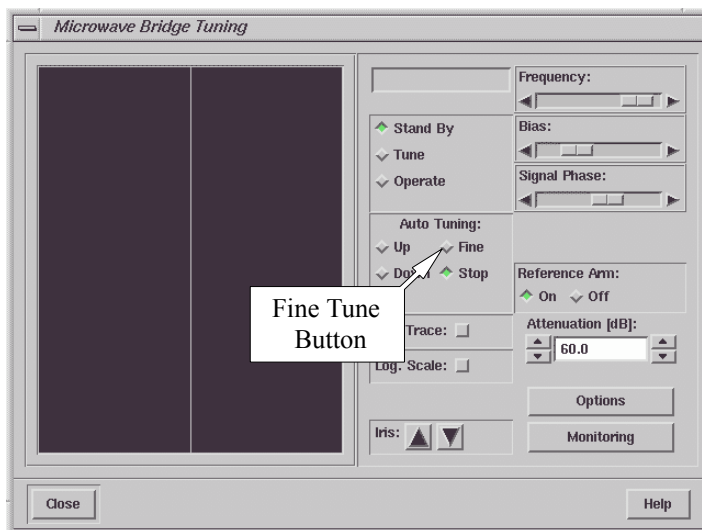 Microwave Bridge Tuning
Frequency:
Stand By
Tune
Operate
Bias:
Signal Phase:
Auto Tuning:
Up
Fine
Stop
Fine Tune
Button
Reference Arm:
On
Off
Trace:
Log. Scale:
Attenuation [dB]:
60.0
Options
Iris:
Monitoring
Close
Help